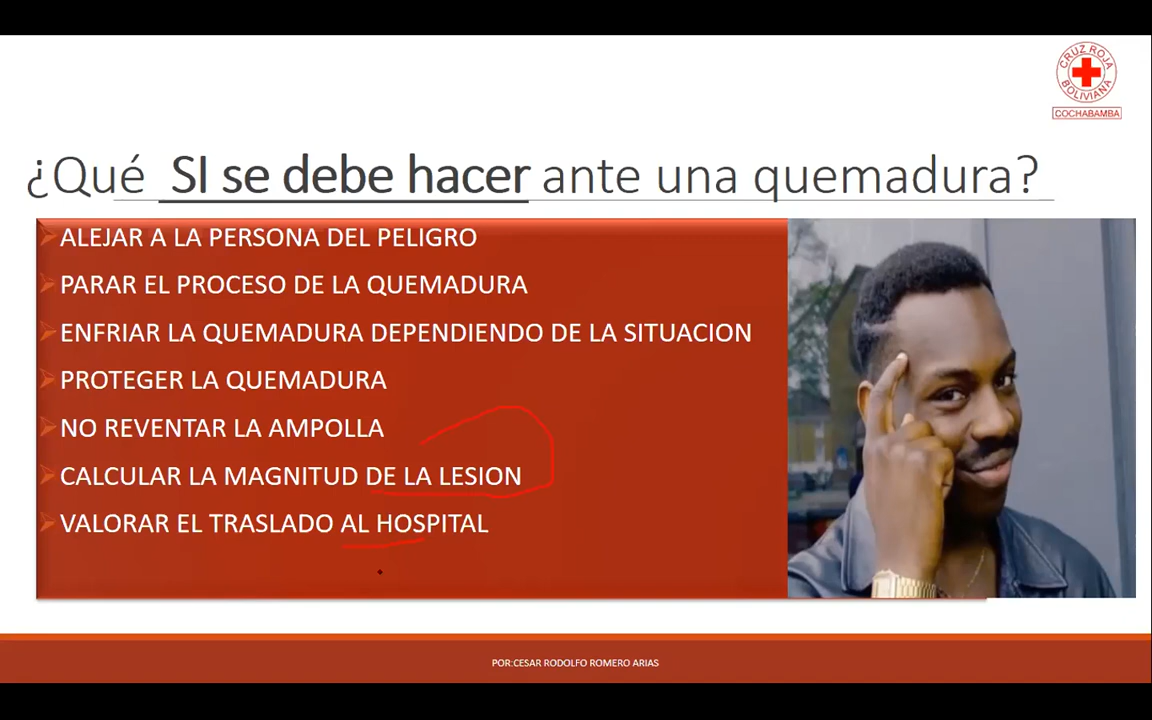 CRUZ ROJA
BOLIVIANA
COCHABAMBA
¿Qué SI se debe hacer ante una quemadura?
ALEJAR A LA PERSONA DEL PELIGRO
PARAR EL PROCESO DE LA QUEMADURA
ENFRIAR LA QUEMADURA DEPENDIENDO DE LA SITUACION
PROTEGER LA QUEMADURA
NO REVENTAR LA AMPOLLA
CALCULAR LA MAGNITUD DE LA LESION
VALORAR EL TRASLADO AL HOSPITAL
POR:CESAR RODOLFO ROMERO ARIAS